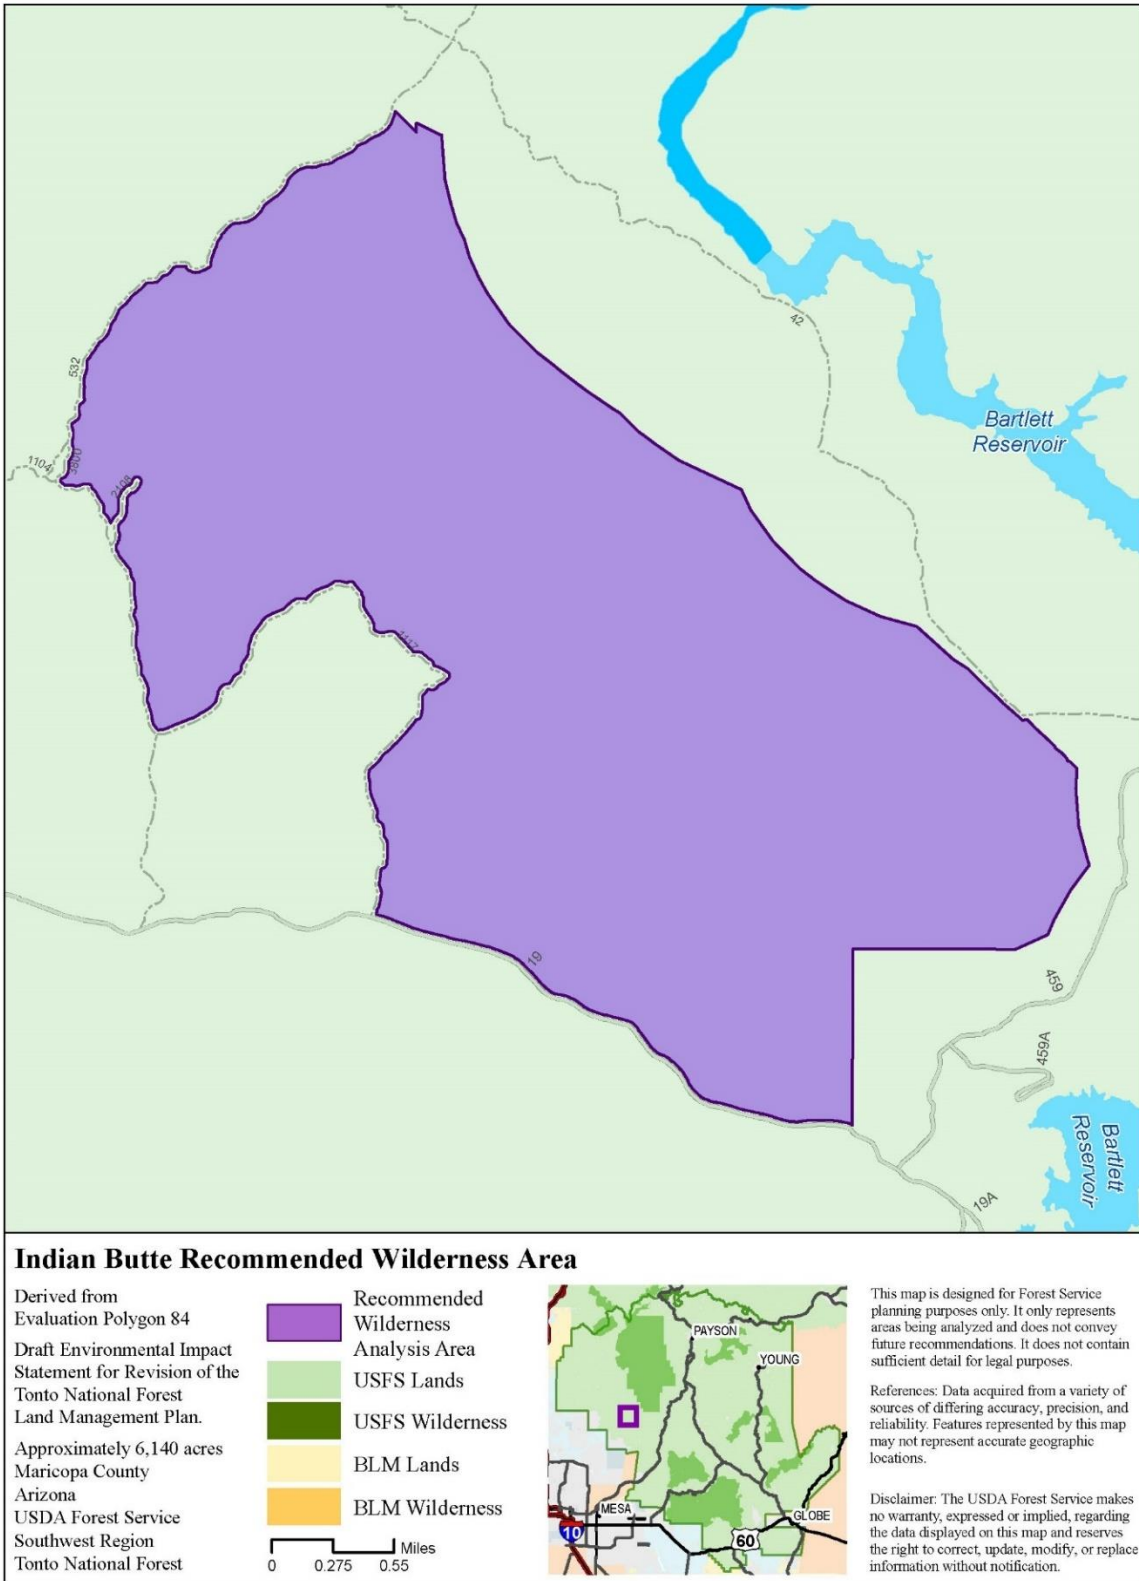 42
532
Bartlett
Reservoir
1104
3800
2106
1117
19
459
459A
Bartlett
Reservoir
19A
Indian Butte Recommended Wilderness Area
Derived from
Evaluation Polygon 84
Draft Environmental Impact
Statement for Revision of the
Tonto National Forest
Land Management Plan.
Approximately 6,140 acres
Maricopa County
Arizona
USDA Forest Service
Southwest Region
Tonto National Forest
Recommended
Wilderness
Analysis Area
USFS Lands
USFS Wilderness
BLM Lands
BLM Wilderness
Miles
0 0.275 0.55
PAYSON
YOUNG
MESA
GLOBE
10
60
This map is designed for Forest Service
planning purposes only. It only represents
areas being analyzed and does not convey
future recommendations. It does not contain
sufficient detail for legal purposes.
References: Data acquired from a variety of
sources of differing accuracy, precision, and
reliability. Features represented by this map
may not represent accurate geographic
locations.
Disclaimer: The USDA Forest Service makes
no warranty, expressed or implied, regarding
the data displayed on this map and reserves
the right to correct, update, modify, or replace
information without notification.